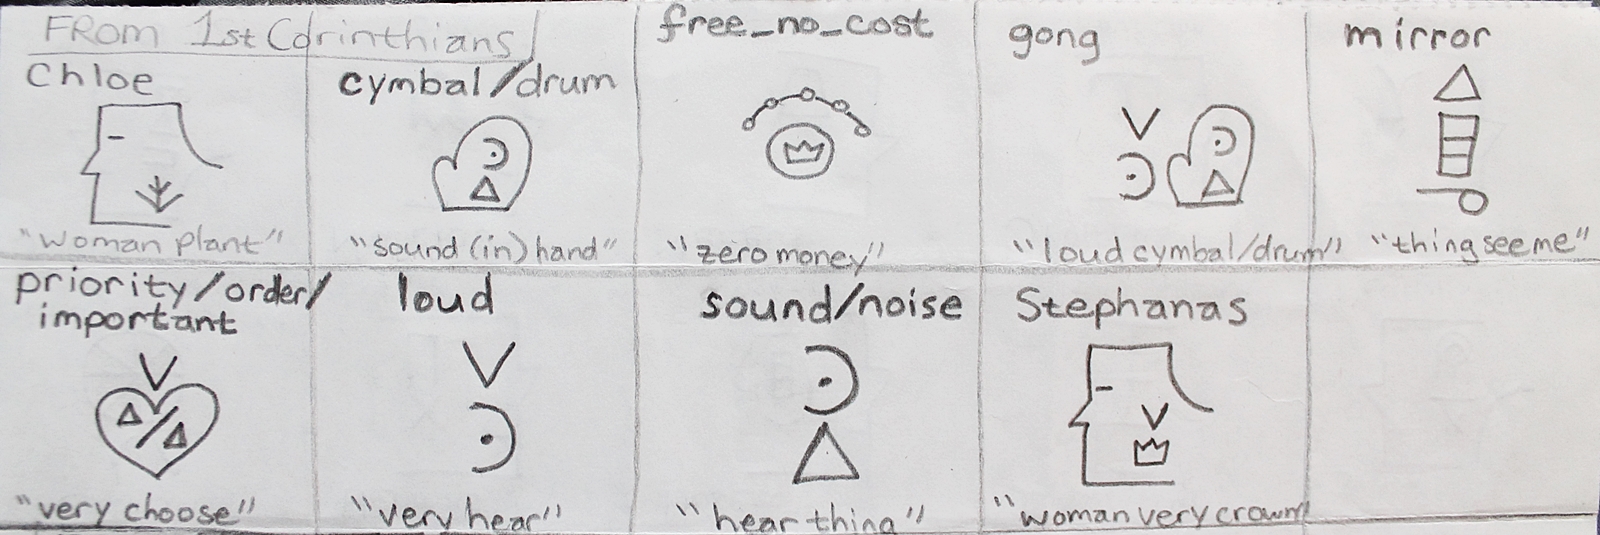 From 1st Corinthians
Chloe
"woman plant"
cymbal/drum
"sound (in) hand"
free_no_cost
"zero money"
gong
"loud cymbal/drum"
mirror
"thing see me"
priority/order/
important
"very choose"
loud
"very hear"
sound/noise
"hear thing"
Stephanas
"woman very crown"